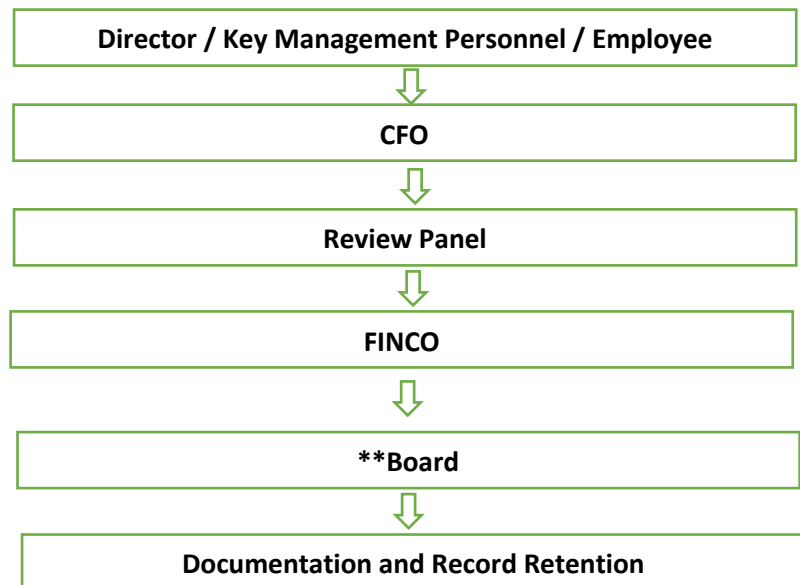 Director / Key Management Personnel / Employee
CFO
Review Panel
FINCO
**Board
Documentation and Record Retention